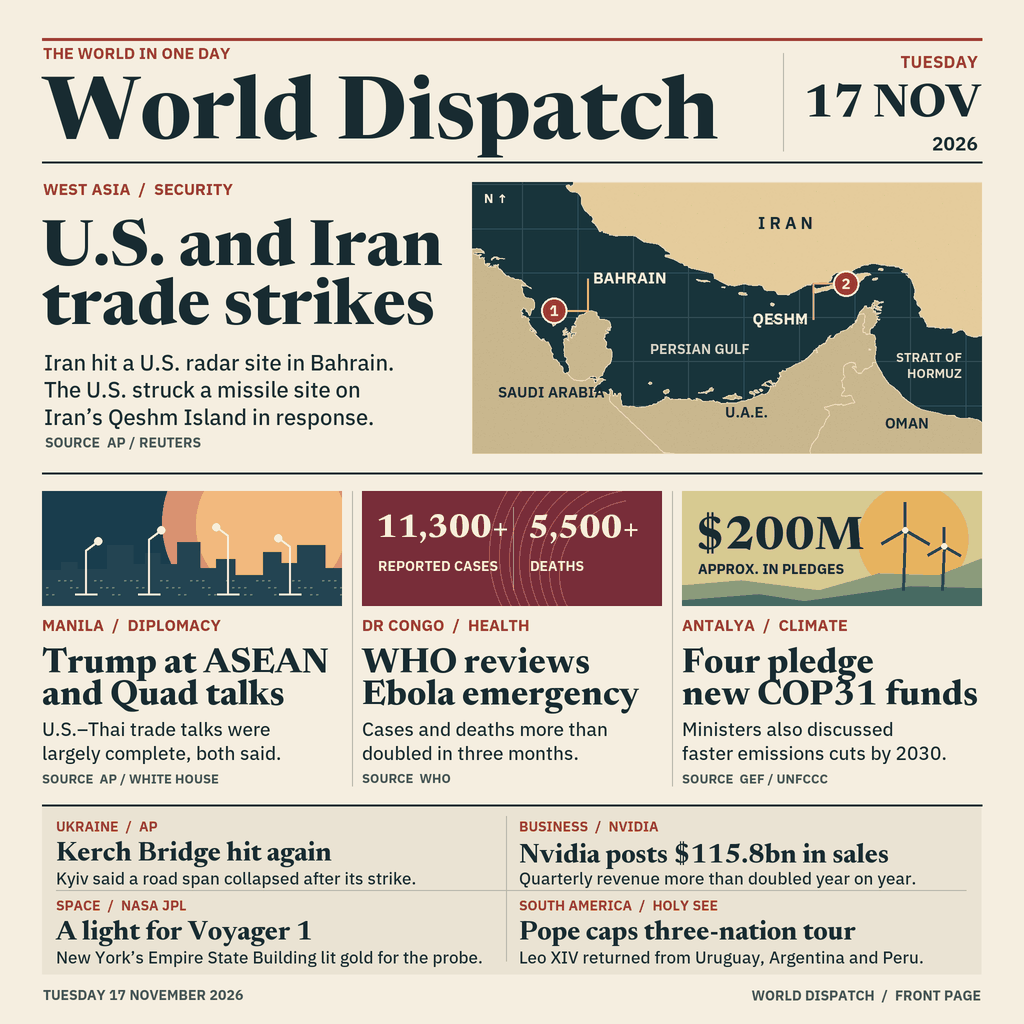 THE WORLD IN ONE DAY
World Dispatch
TUESDAY
17 NOV
2026
WEST ASIA / SECURITY
U.S. and Iran
trade strikes
Iran hit a U.S. radar site in Bahrain.
The U.S. struck a missile site on
Iran’s Qeshm Island in response.
SOURCE AP / REUTERS
N ↑
IRAN
BAHRAIN
1
2
QESHM
PERSIAN GULF
STRAIT OF
HORMUZ
SAUDI ARABIA
U.A.E.
OMAN
MANILA / DIPLOMACY
Trump at ASEAN
and Quad talks
U.S.–Thai trade talks were
largely complete, both said.
SOURCE AP / WHITE HOUSE
11,300+
REPORTED CASES
5,500+
DEATHS
DR CONGO / HEALTH
WHO reviews
Ebola emergency
Cases and deaths more than
doubled in three months.
SOURCE WHO
$200M
APPROX. IN PLEDGES
ANTALYA / CLIMATE
Four pledge
new COP31 funds
Ministers also discussed
faster emissions cuts by 2030.
SOURCE GEF / UNFCCC
UKRAINE / AP
Kerch Bridge hit again
Kyiv said a road span collapsed after its strike.
BUSINESS / NVIDIA
Nvidia posts $115.8bn in sales
Quarterly revenue more than doubled year on year.
SPACE / NASA JPL
A light for Voyager 1
New York’s Empire State Building lit gold for the probe.
SOUTH AMERICA / HOLY SEE
Pope caps three-nation tour
Leo XIV returned from Uruguay, Argentina and Peru.
TUESDAY 17 NOVEMBER 2026
WORLD DISPATCH / FRONT PAGE